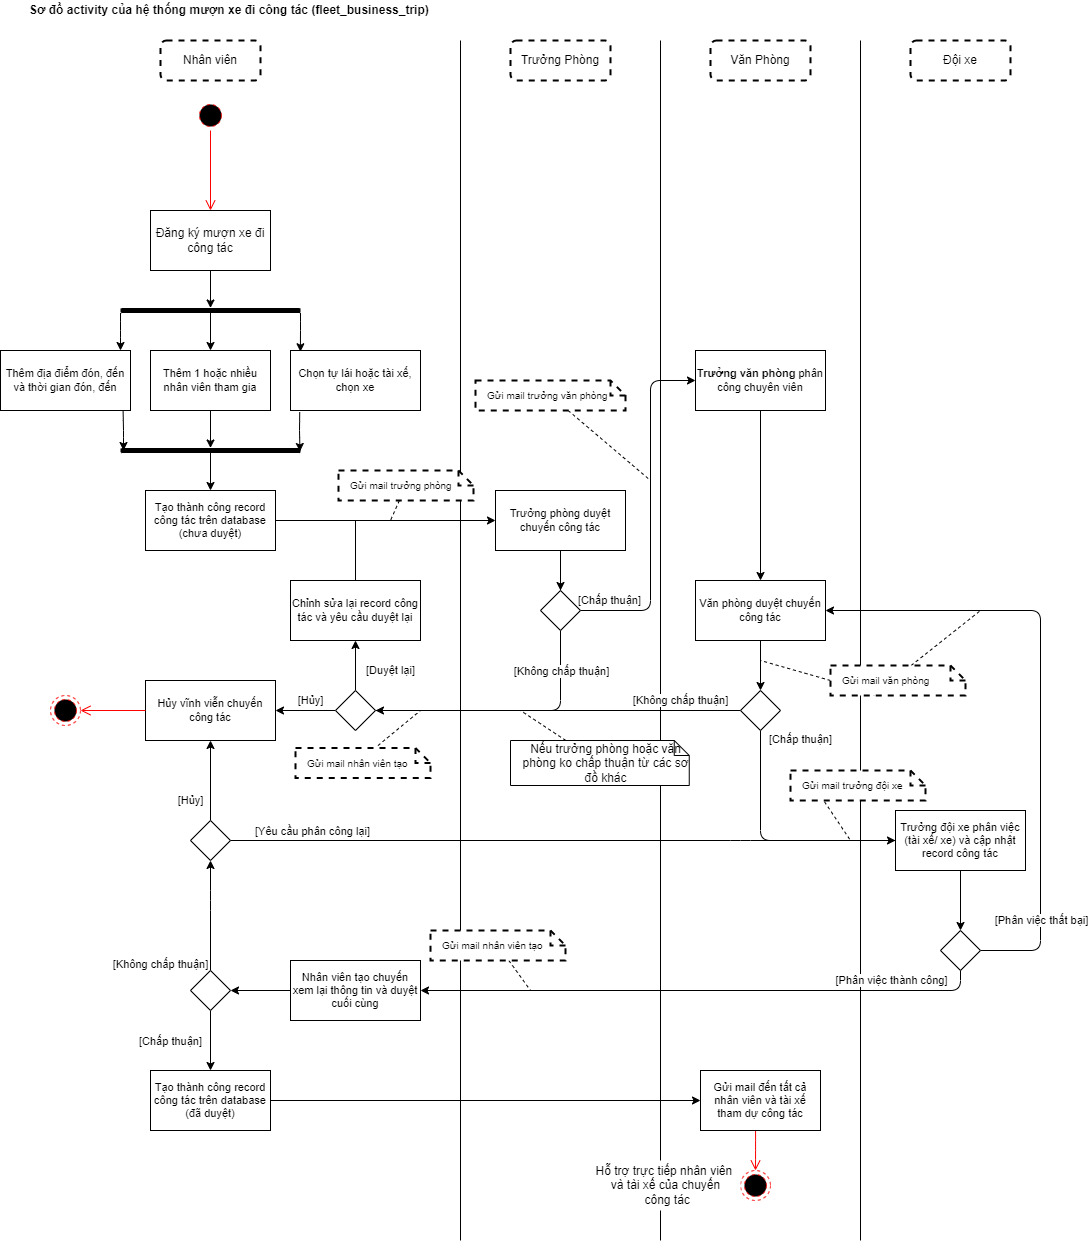 Sơ đồ activity của hệ thống mượn xe đi công tác (fleet_business_trip)
Nhân viên
Trưởng Phòng
Văn Phòng
Đội xe
Đăng ký mượn xe đi
công tác
Thêm địa điểm đón, đến
và thời gian đón, đến
Thêm 1 hoặc nhiều
nhân viên tham gia
Chọn tự lái hoặc tài xế,
chọn xe
Trưởng văn phòng phân
công chuyên viên
Gửi mail trưởng văn phòng
Gửi mail trưởng phòng
Tạo thành công record
công tác trên database
(chưa duyệt)
Trưởng phòng duyệt
chuyến công tác
Chỉnh sửa lại record công
tác và yêu cầu duyệt lại
[Chấp thuận]
Văn phòng duyệt chuyến
công tác
[Duyệt lại]
[Không chấp thuận]
Gửi mail văn phòng
Hủy vĩnh viễn chuyến
công tác
[Hủy]
[Không chấp thuận]
[Chấp thuận]
Gửi mail nhân viên tạo
Nếu trưởng phòng hoặc văn
phòng ko chấp thuận từ các sơ
đồ khác
Gửi mail trưởng đội xe
[Hủy]
[Yêu cầu phân công lại]
Trưởng đội xe phân việc
(tài xế/ xe) và cập nhật
record công tác
[Phân việc thất bại]
Gửi mail nhân viên tạo
[Không chấp thuận]
Nhân viên tạo chuyến
xem lại thông tin và duyệt
cuối cùng
[Phân việc thành công]
[Chấp thuận]
Tạo thành công record
công tác trên database
(đã duyệt)
Gửi mail đến tất cả
nhân viên và tài xế
tham dự công tác
Hỗ trợ trực tiếp nhân viên
và tài xế của chuyến
công tác